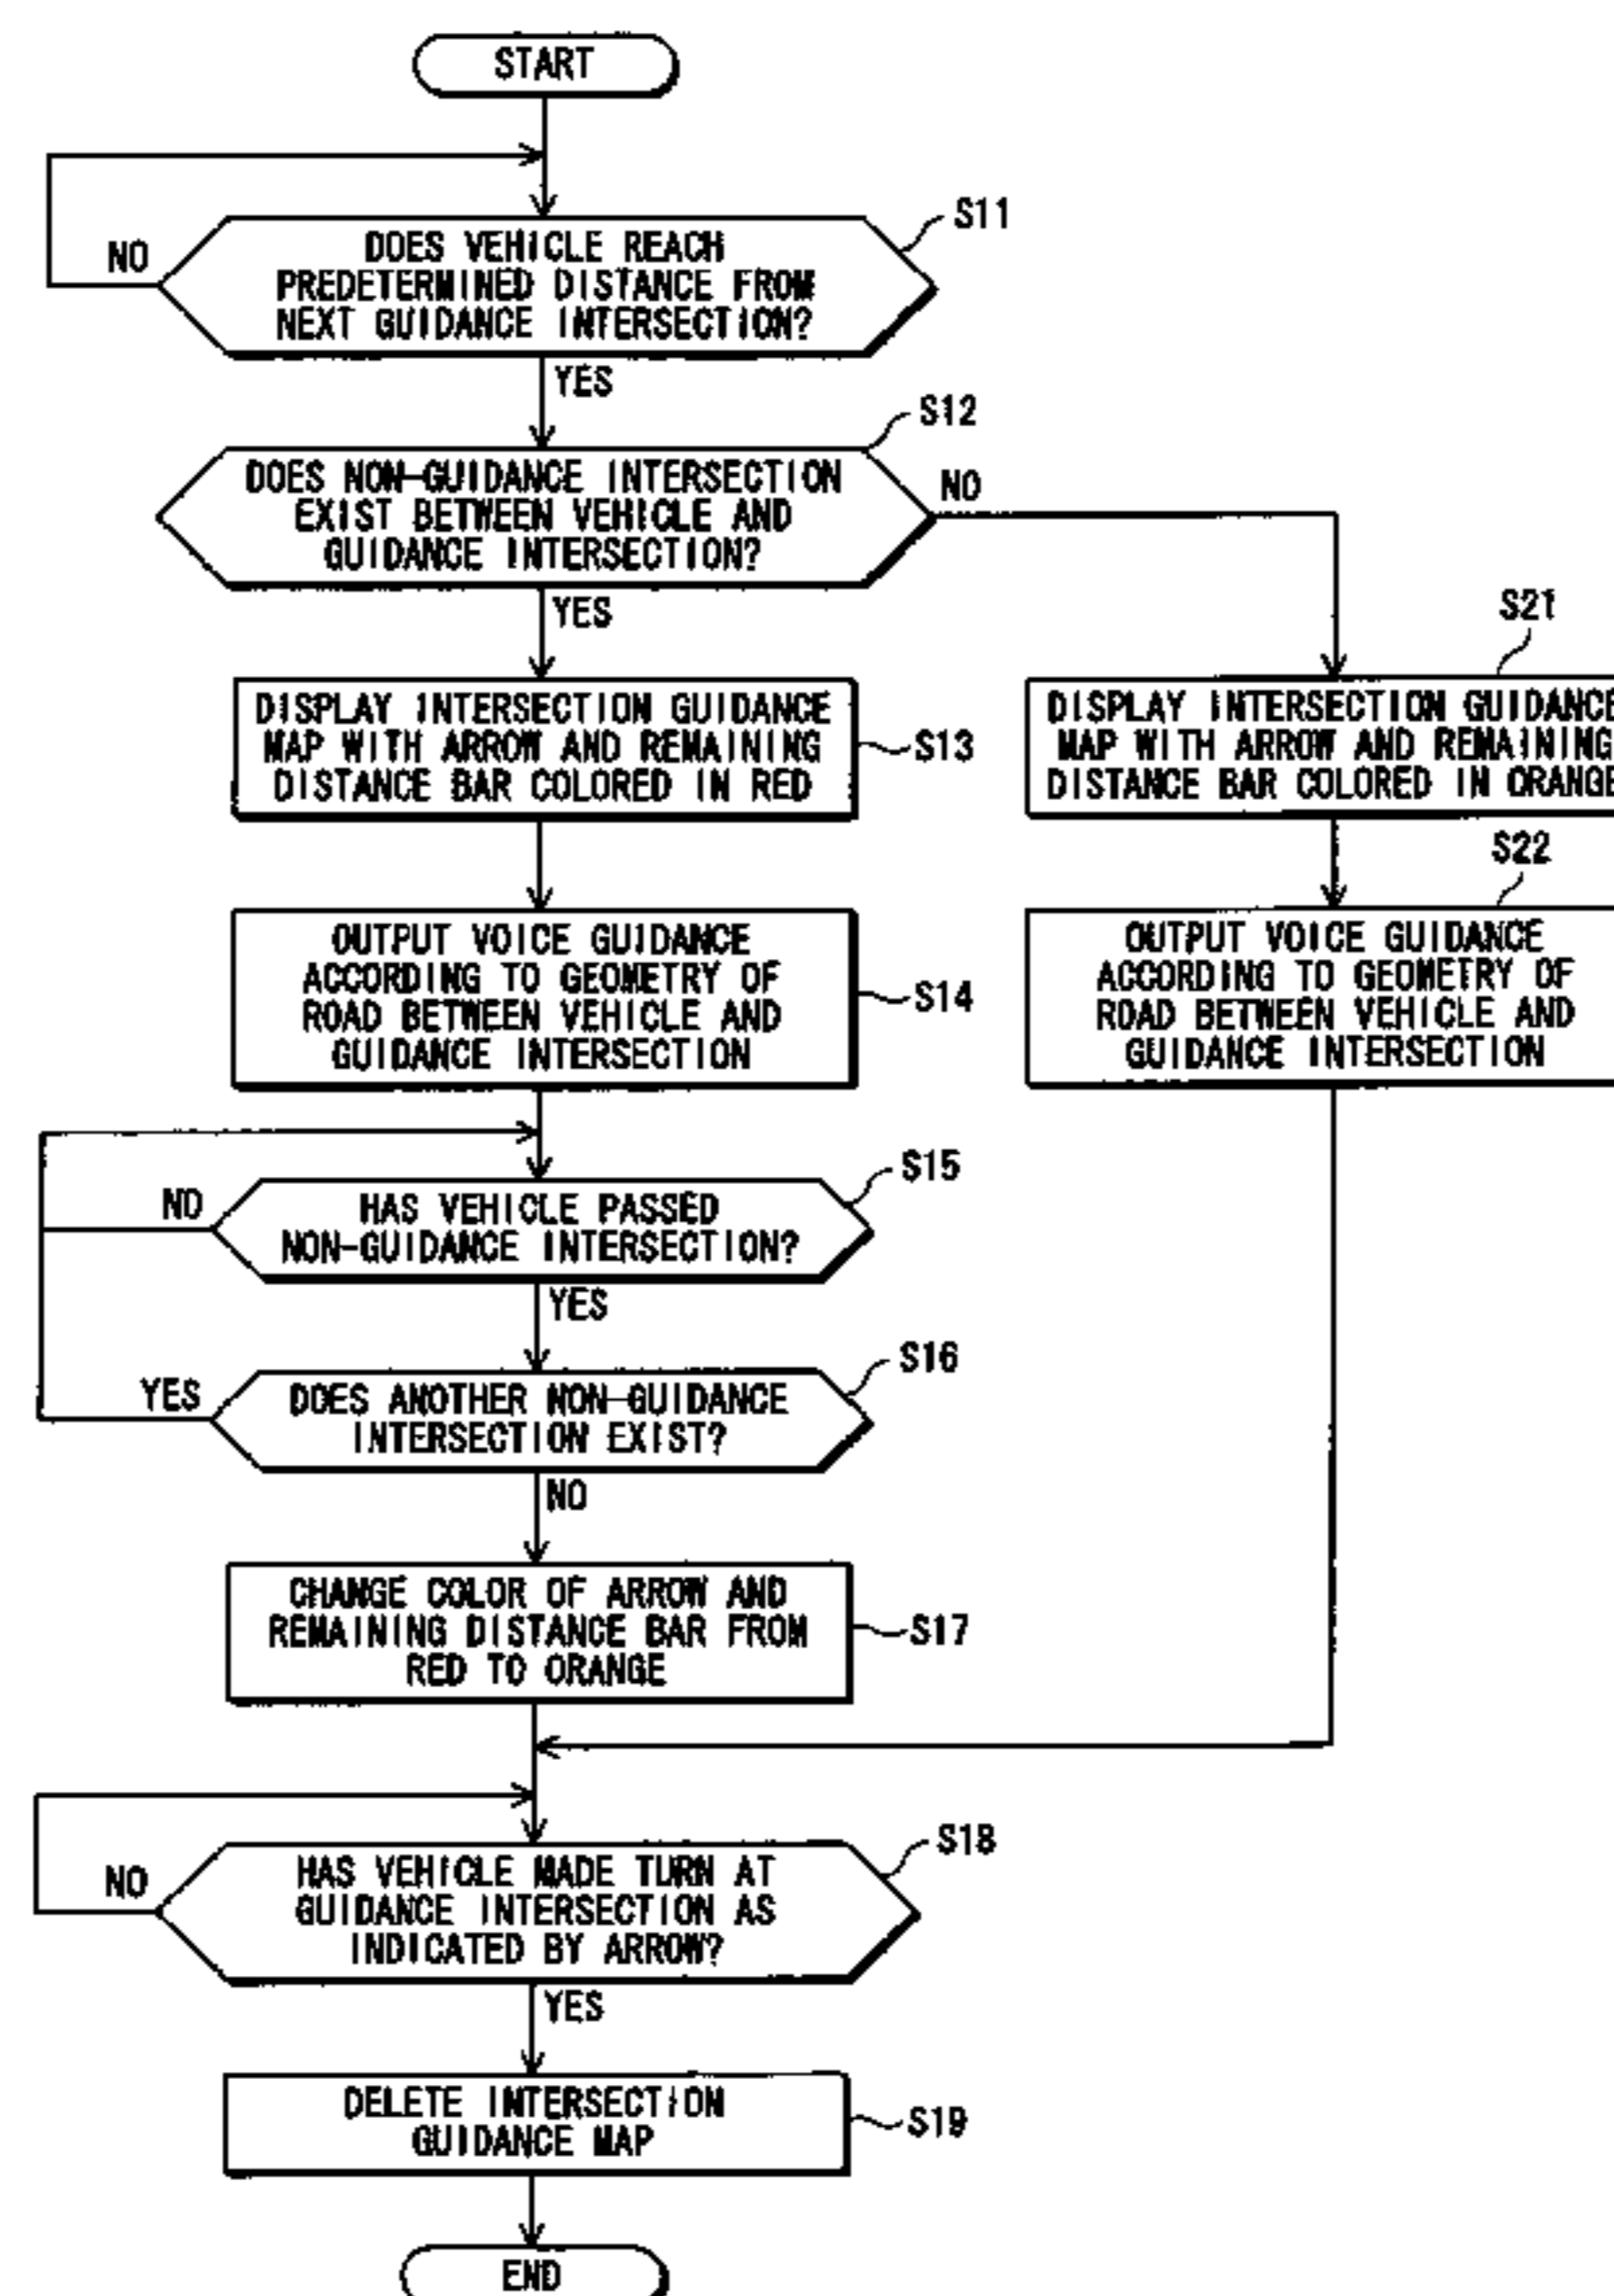 START
NO
DOES VEHICLE REACH
PREDETERMINED DISTANCE FROM
NEXT GUIDANCE INTERSECTION?
S11
YES
S12
DOES NON-GUIDANCE INTERSECTION
EXIST BETWEEN VEHICLE AND
GUIDANCE INTERSECTION?
NO
YES
DISPLAY INTERSECTION GUIDANCE
MAP WITH ARROW AND REMAINING
DISTANCE BAR COLORED IN RED
S13
S21
DISPLAY INTERSECTION GUIDANCE
MAP WITH ARROW AND REMAINING
DISTANCE BAR COLORED IN ORANGE
OUTPUT VOICE GUIDANCE
ACCORDING TO GEOMETRY OF
ROAD BETWEEN VEHICLE AND
GUIDANCE INTERSECTION
S14
S22
OUTPUT VOICE GUIDANCE
ACCORDING TO GEOMETRY OF
ROAD BETWEEN VEHICLE AND
GUIDANCE INTERSECTION
S15
NO
HAS VEHICLE PASSED
NON-GUIDANCE INTERSECTION?
YES
S16
YES
DOES ANOTHER NON-GUIDANCE
INTERSECTION EXIST?
NO
CHANGE COLOR OF ARROW AND
REMAINING DISTANCE BAR FROM
RED TO ORANGE
S17
S18
NO
HAS VEHICLE MADE TURN AT
GUIDANCE INTERSECTION AS
INDICATED BY ARROW?
YES
DELETE INTERSECTION
GUIDANCE MAP
S19
END